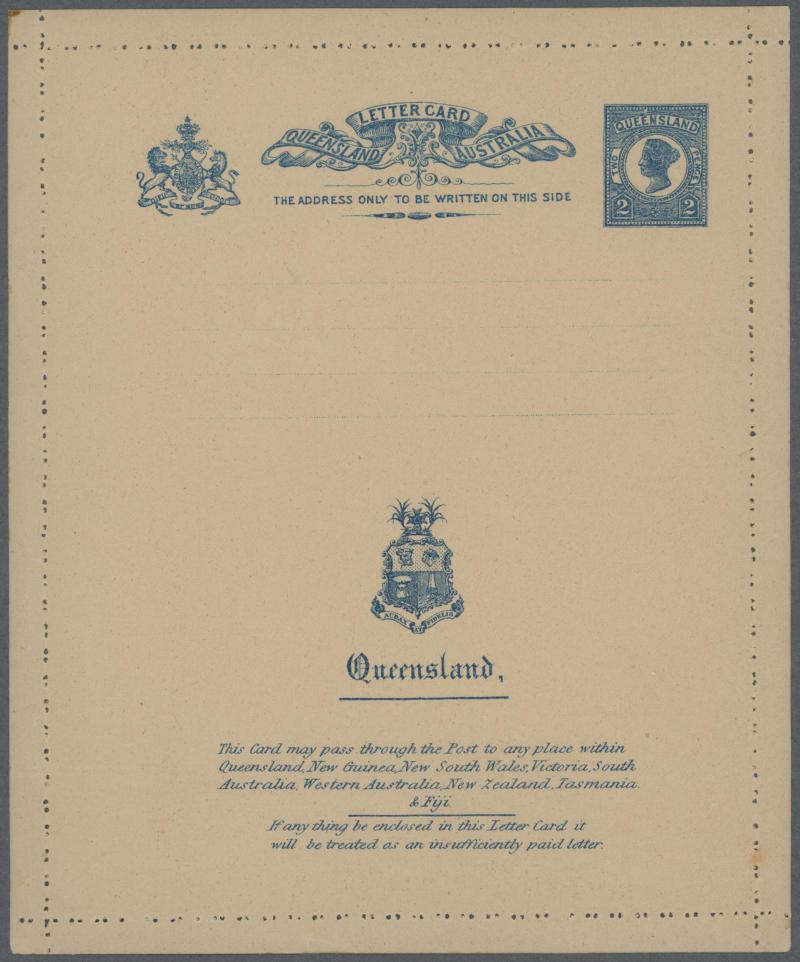 LETTER CARD
QUEENSLAND AUSTRALIA
THE ADDRESS ONLY TO BE WRITTEN ON THIS SIDE
QUEENSLAND
TWO PENCE
2 2
AUDAX AT FIDELIS
Queensland,
This Card may pass through the Post to any place within
Queensland, New Guinea, New South Wales, Victoria, South
Australia, Western Australia, New Zealand, Tasmania.
& Fiji
If any thing be enclosed in this Letter Card it
will be treated as an insufficiently paid letter.